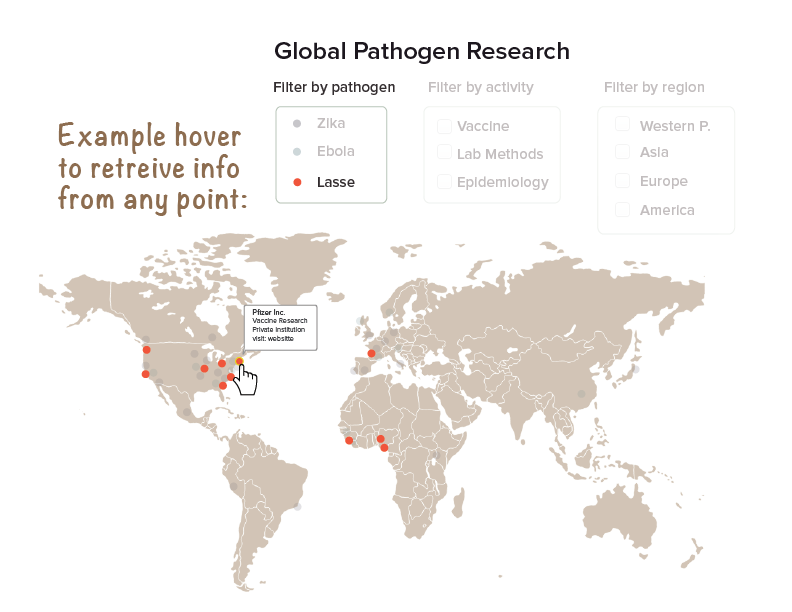 Global Pathogen Research
Filter by pathogen
Filter by activity
Filter by region
Example hover
to retreive info
from any point:
Zika
Ebola
Lasse
Vaccine
Lab Methods
Epidemiology
Western P.
Asia
Europe
America
Pfizer Inc.
Vaccine Research
Private institution
visit: websitte